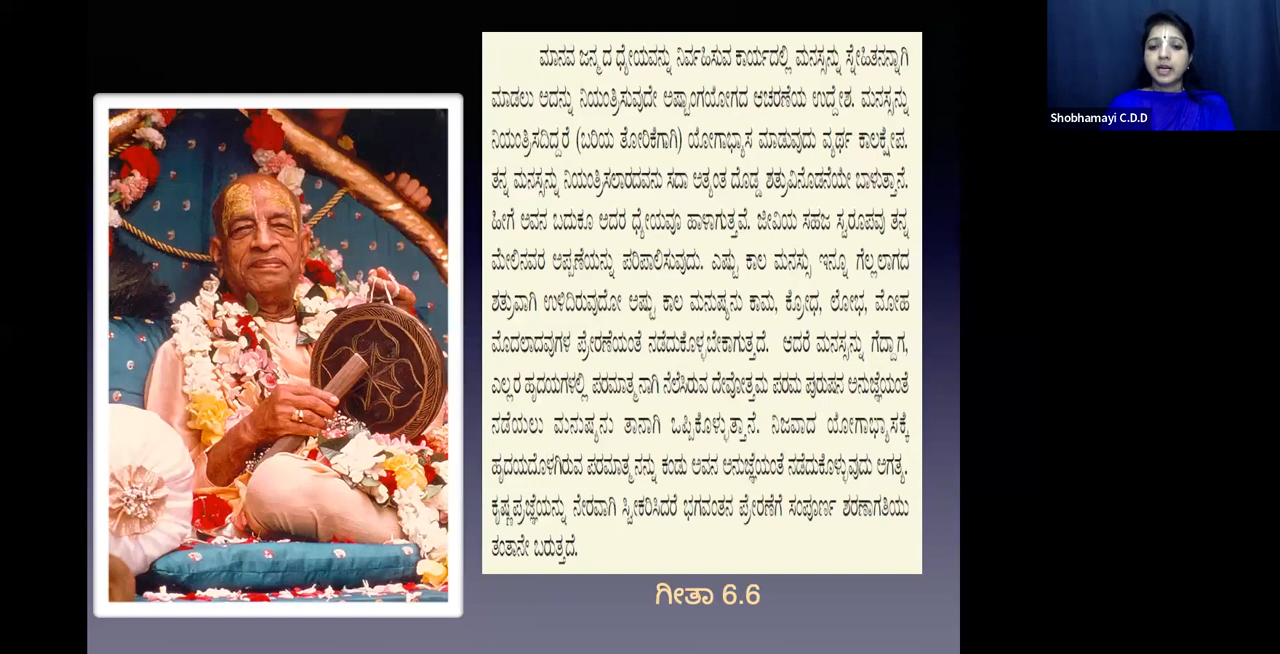 ಮಾನವ ಜನ್ಮದ ಧ್ಯೇಯವನ್ನು ನಿರ್ವಹಿಸುವ ಕಾರ್ಯದಲ್ಲಿ ಮನಸ್ಸನ್ನು ಸ್ನೇಹಿತನನ್ನಾಗಿ
ಮಾಡಲು ಅದನ್ನು ನಿಯಂತ್ರಿಸುವುದೇ ಅಷ್ಟಾಂಗಯೋಗದ ಆಚರಣೆಯ ಉದ್ದೇಶ. ಮನಸ್ಸನ್ನು
ನಿಯಂತ್ರಿಸದಿದ್ದರೆ (ಬರಿಯ ತೋರಿಕೆಗಾಗಿ) ಯೋಗಾಭ್ಯಾಸ ಮಾಡುವುದು ವ್ಯರ್ಥ ಕಾಲಕ್ಷೇಪ.
ತನ್ನ ಮನಸ್ಸನ್ನು ನಿಯಂತ್ರಿಸಲಾರದವನು ಸದಾ ಅತ್ಯಂತ ದೊಡ್ಡ ಶತ್ರುವಿನೊಡನೆಯೇ ಬಾಳುತ್ತಾನೆ.
ಹೀಗೆ ಅವನ ಬದುಕೂ ಅದರ ಧ್ಯೇಯವೂ ಹಾಳಾಗುತ್ತವೆ. ಜೀವಿಯ ಸಹಜ ಸ್ವರೂಪವು ತನ್ನ
ಮೇಲಿನವರ ಅಪ್ಪಣೆಯನ್ನು ಪರಿಪಾಲಿಸುವುದು. ಎಷ್ಟು ಕಾಲ ಮನಸ್ಸು ಇನ್ನೂ ಗೆಲ್ಲಲಾಗದ
ಶತ್ರುವಾಗಿ ಉಳಿದಿರುವುದೋ ಅಷ್ಟು ಕಾಲ ಮನುಷ್ಯನು ಕಾಮ, ಕ್ರೋಧ, ಲೋಭ, ಮೋಹ
ಮೊದಲಾದವುಗಳ ಪ್ರೇರಣೆಯಂತೆ ನಡೆದುಕೊಳ್ಳಬೇಕಾಗುತ್ತದೆ. ಆದರೆ ಮನಸ್ಸನ್ನು ಗೆದ್ದಾಗ,
ಎಲ್ಲರ ಹೃದಯಗಳಲ್ಲಿ ಪರಮಾತ್ಮನಾಗಿ ನೆಲೆಸಿರುವ ದೇವೋತ್ತಮ ಪರಮ ಪುರುಷನ ಅನುಜ್ಞೆಯಂತೆ
ನಡೆಯಲು ಮನುಷ್ಯನು ತಾನಾಗಿ ಒಪ್ಪಿಕೊಳ್ಳುತ್ತಾನೆ. ನಿಜವಾದ ಯೋಗಾಭ್ಯಾಸಕ್ಕೆ
ಹೃದಯದೊಳಗಿರುವ ಪರಮಾತ್ಮನನ್ನು ಕಂಡು ಅವನ ಅನುಜ್ಞೆಯಂತೆ ನಡೆದುಕೊಳ್ಳುವುದು ಅಗತ್ಯ.
ಕೃಷ್ಣಪ್ರಜ್ಞೆಯನ್ನು ನೇರವಾಗಿ ಸ್ವೀಕರಿಸಿದರೆ ಭಗವಂತನ ಪ್ರೇರಣೆಗೆ ಸಂಪೂರ್ಣ ಶರಣಾಗತಿಯು
ತಂತಾನೇ ಬರುತ್ತದೆ.
ಗೀತಾ 6.6
Shobhamayi C.D.D